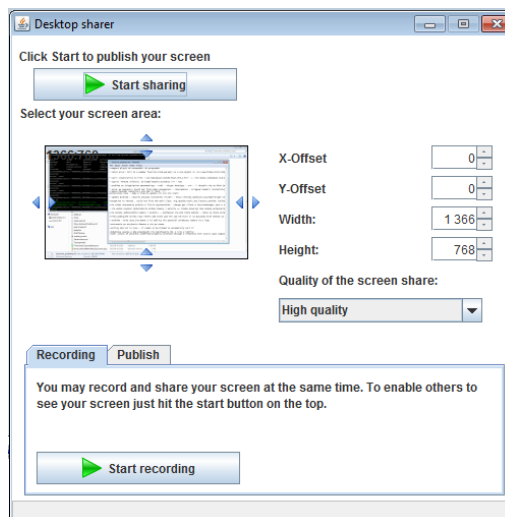 Desktop sharer
Click Start to publish your screen
Start sharing
Select your screen area:
1366:768
X-Offset 0
Y-Offset 0
Width: 1 366
Height: 768
Quality of the screen share:
High quality
Recording Publish
You may record and share your screen at the same time. To enable others to
see your screen just hit the start button on the top.
Start recording